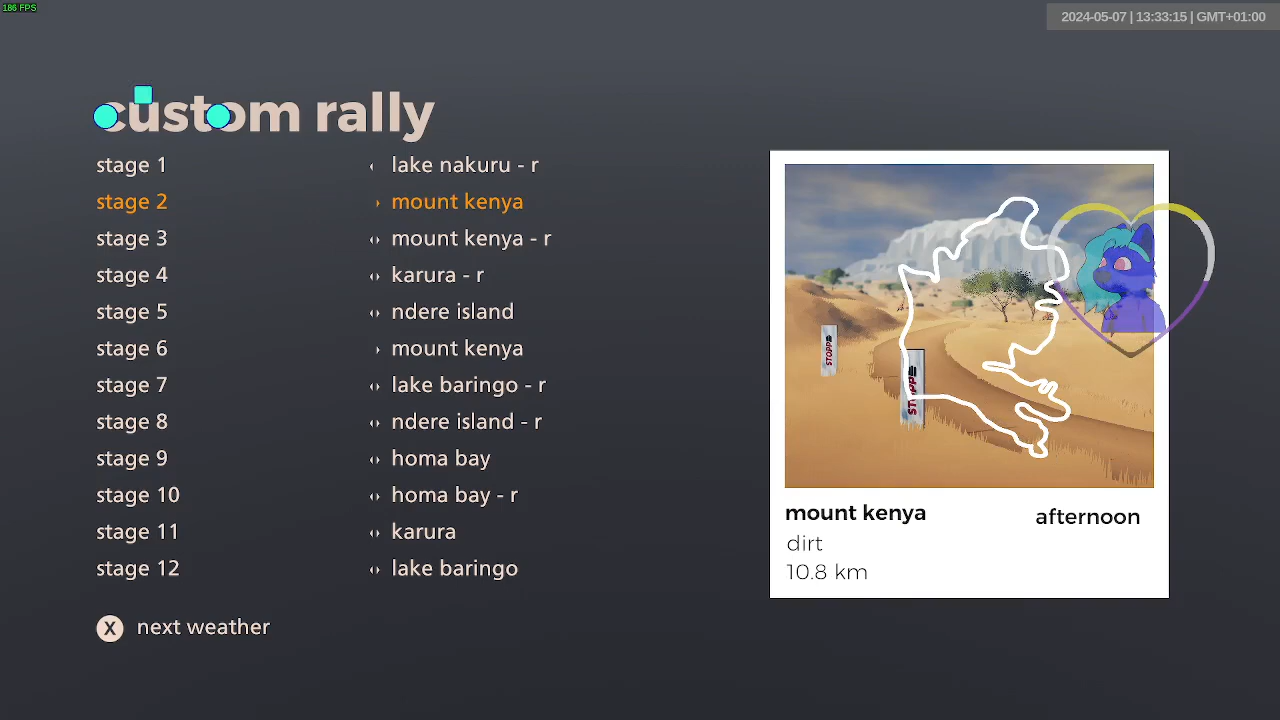 186 FPS
2024-05-07 | 13:33:15 | GMT+01:00
custom rally
stage 1 lake nakuru - r
stage 2 mount kenya
stage 3 mount kenya - r
stage 4 karura - r
stage 5 ndere island
stage 6 mount kenya
stage 7 lake baringo - r
stage 8 ndere island - r
stage 9 homa bay
stage 10 homa bay - r
stage 11 karura
stage 12 lake baringo
X next weather
mount kenya afternoon
dirt
10.8 km